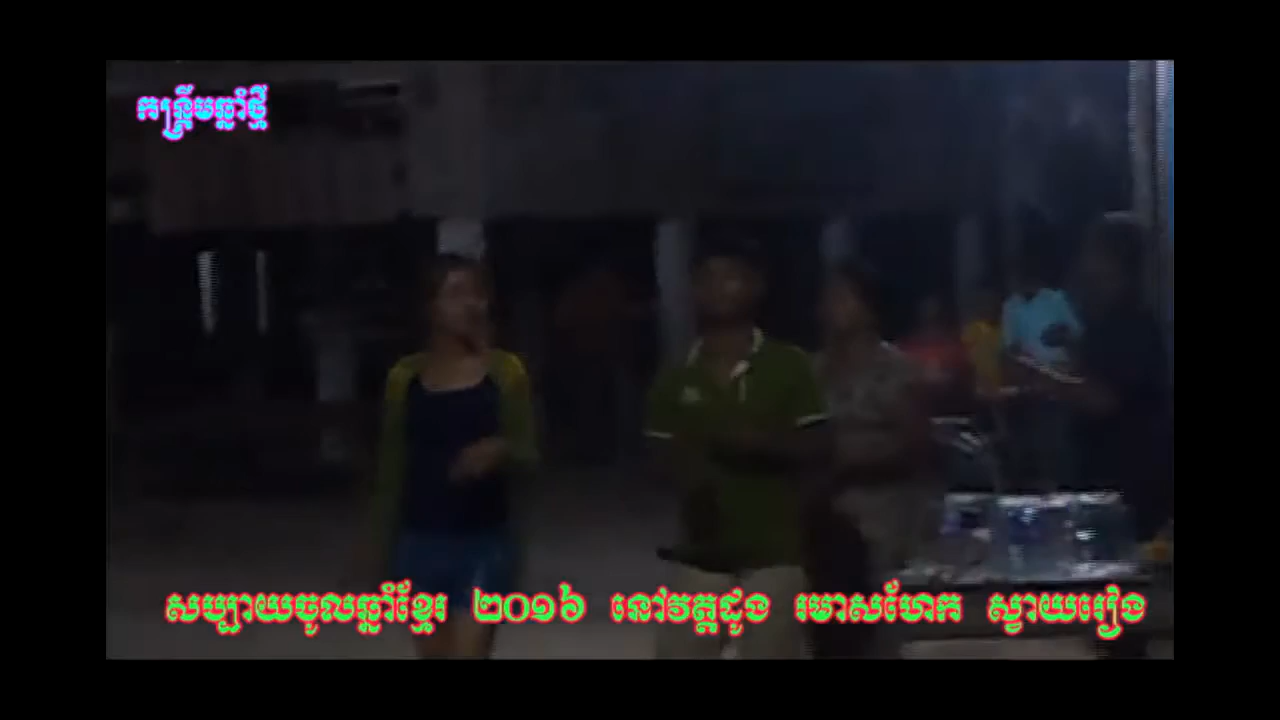 កន្ទ្រឹមឆ្នាំថ្មី
សប្បាយចូលឆ្នាំខ្មែរ ២០១៦ នៅវត្តដូង រមាសហែក ស្វាយរៀង